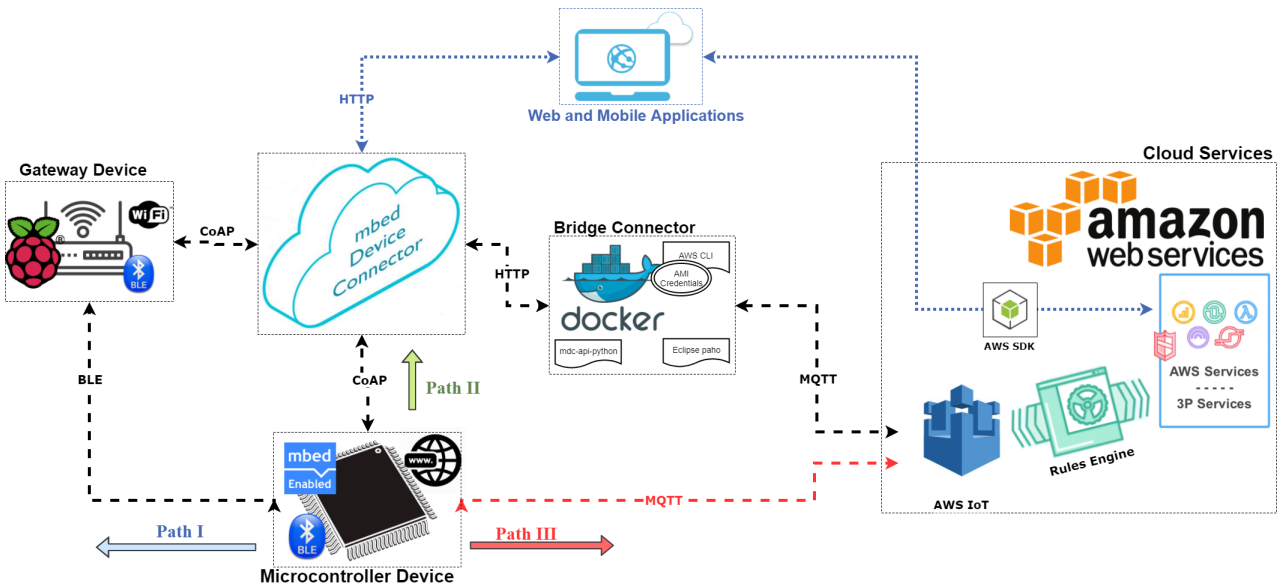 HTTP
Web and Mobile Applications
Cloud Services
Gateway Device
WiFi
®
BLE
CoAP
mbed
Device
Connector
HTTP
Bridge Connector
AWS CLI
AMI
Credentials
docker
mdc-api-python
Eclipse paho
amazon
web services
AWS SDK
AWS Services
- - - - -
3P Services
BLE
CoAP
Path II
MQTT
Rules Engine
AWS IoT
mbed
Enabled
www.
BLE
MQTT
Path I
Path III
Microcontroller Device